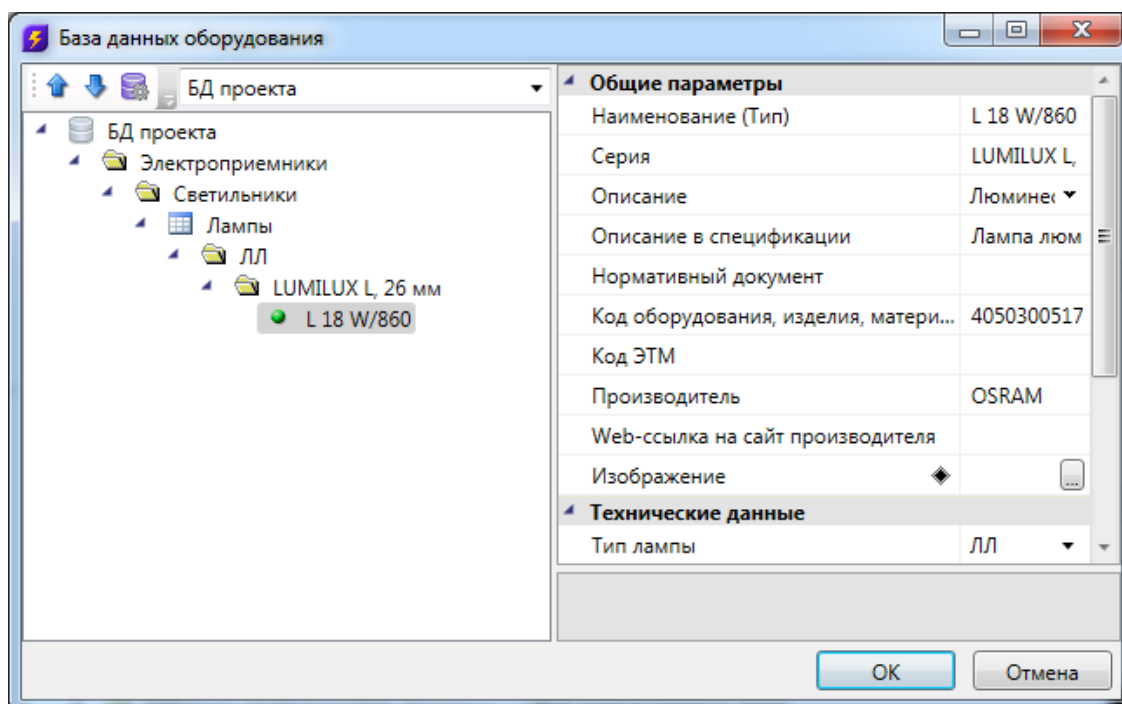 База данных оборудования
БД проекта
БД проекта
Электроприемники
Светильники
Лампы
ЛЛ
LUMILUX L, 26 мм
L 18 W/860
Общие параметры
Наименование (Тип) L 18 W/860
Серия LUMILUX L,
Описание Люминес
Описание в спецификации Лампа люм
Нормативный документ
Код оборудования, изделия, матери... 4050300517
Код ЭТМ
Производитель OSRAM
Web-ссылка на сайт производителя
Изображение ...
Технические данные
Тип лампы ЛЛ
OK Отмена